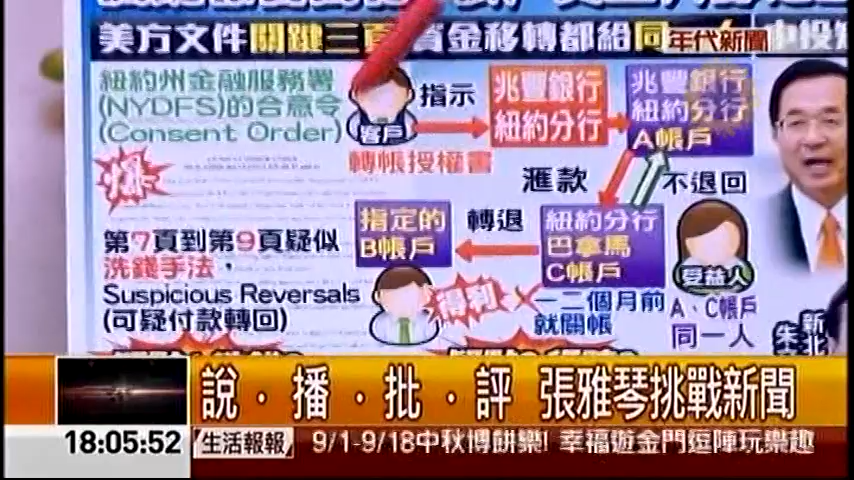 美方文件關鍵三頁資金移轉都給同
年代新聞
中投
紐約州金融服務署
(NYDFS)的合意令
(Consent Order)
客戶
指示
兆豐銀行
紐約分行
兆豐銀行
紐約分行
A帳戶
轉帳授權書
匯款
不退回
第7頁到第9頁疑似
洗錢手法，
Suspicious Reversals
(可疑付款轉回)
指定的
B帳戶
轉退
紐約分行
巴拿馬
C帳戶
受益人
得利
一二個月前
就關帳
A、C帳戶
同一人
新
說·播·批·評 張雅琴挑戰新聞
18:05:52
生活報報
9/1-9/18中秋博餅樂! 幸福遊金門逗陣玩樂趣